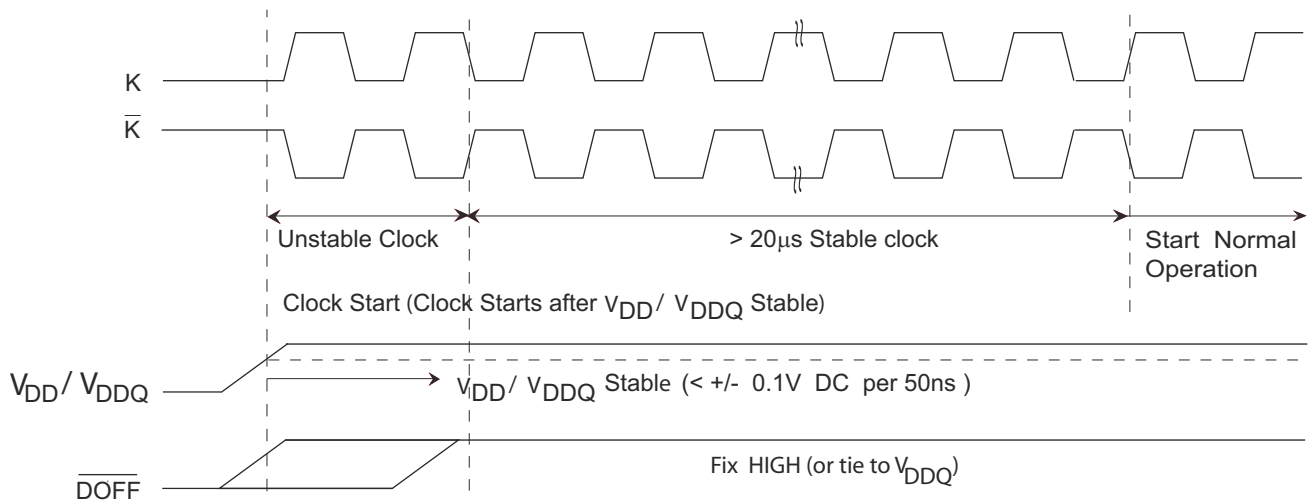 K
K̅
Unstable Clock
> 20μs Stable clock
Start Normal
Operation
Clock Start (Clock Starts after VDD/ VDDQ Stable)
VDD/ VDDQ
VDD/ VDDQ Stable (< +/- 0.1V DC per 50ns )
Fix HIGH (or tie to VDDQ)
D̅O̅F̅F̅